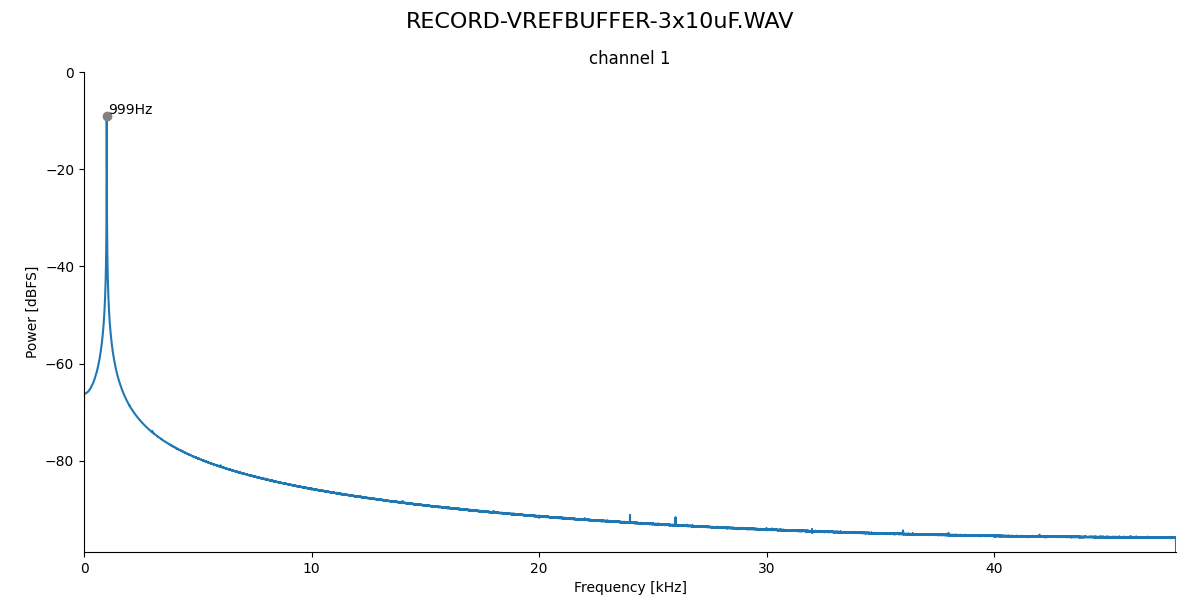 RECORD-VREFBUFFER-3x10uF.WAV
channel 1
0
999Hz
−20
−40
Power [dBFS]
−60
−80
0 10 20 30 40
Frequency [kHz]